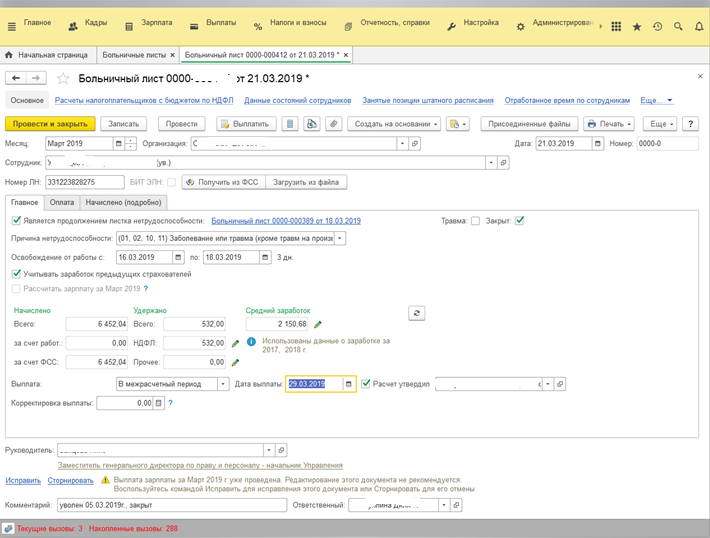 Главное Кадры Зарплата Выплаты Налоги и взносы Отчетность, справки Настройка Администрирован
Начальная страница Больничные листы × Больничный лист 0000-000412 от 21.03.2019 * ×
Больничный лист 0000- от 21.03.2019 *
Основное Расчеты налогоплательщиков с бюджетом по НДФЛ Данные состояний сотрудников Занятые позиции штатного расписания Отработанное время по сотрудникам Еще...
Провести и закрыть Записать Провести Выплатить Создать на основании Присоединенные файлы Печать Еще ?
Месяц: Март 2019 Организация: Дата: 21.03.2019 Номер: 0000-0
Сотрудник: (ув.)
Номер ЛН: 331223828275 БИТ ЭЛН: Получить из ФСС Загрузить из файла
Главное Оплата Начислено (подробно)
Является продолжением листка нетрудоспособности: Больничный лист 0000-000389 от 18.03.2019 Травма: Закрыт:
Причина нетрудоспособности: (01, 02, 10, 11) Заболевание или травма (кроме травм на произв
Освобождение от работы с: 16.03.2019 по: 18.03.2019 3 дн.
Учитывать заработок предыдущих страхователей
Рассчитать зарплату за Март 2019 ?
Начислено Удержано Средний заработок
Всего: 6 452,04 Всего: 532,00 2 150,68
за счет работ.: 0,00 НДФЛ: 532,00 Использованы данные о заработке за
2017, 2018 г.
за счет ФСС: 6 452,04 Прочее: 0,00
Выплата: В межрасчетный период Дата выплаты: 29.03.2019 Расчет утвердил
Корректировка выплаты: 0,00 ?
Руководитель:
Заместитель генерального директора по праву и персоналу - начальник Управления
Исправить Сторнировать Выплата зарплаты за Март 2019 г уже проведена. Редактирование этого документа не рекомендуется.
Воспользуйтесь командой Исправить для исправления этого документа или Сторнировать для его отмены
Комментарий: уволен 05.03.2019г., закрыт Ответственный:
Текущие вызовы: 3 Накопленные вызовы: 288